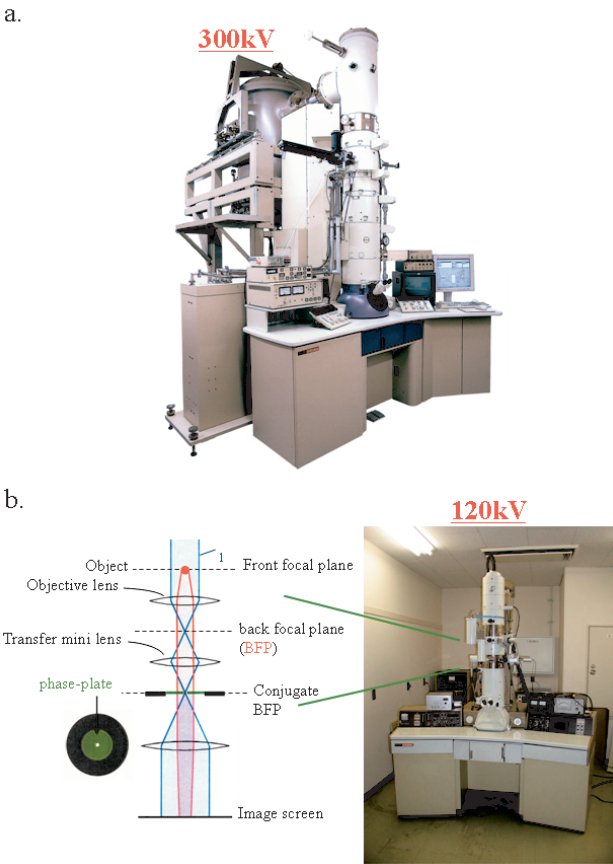 a.
300kV
b.
120kV
1
Object
Front focal plane
Objective lens
back focal plane
(BFP)
Transfer mini lens
phase-plate
Conjugate
BFP
Image screen